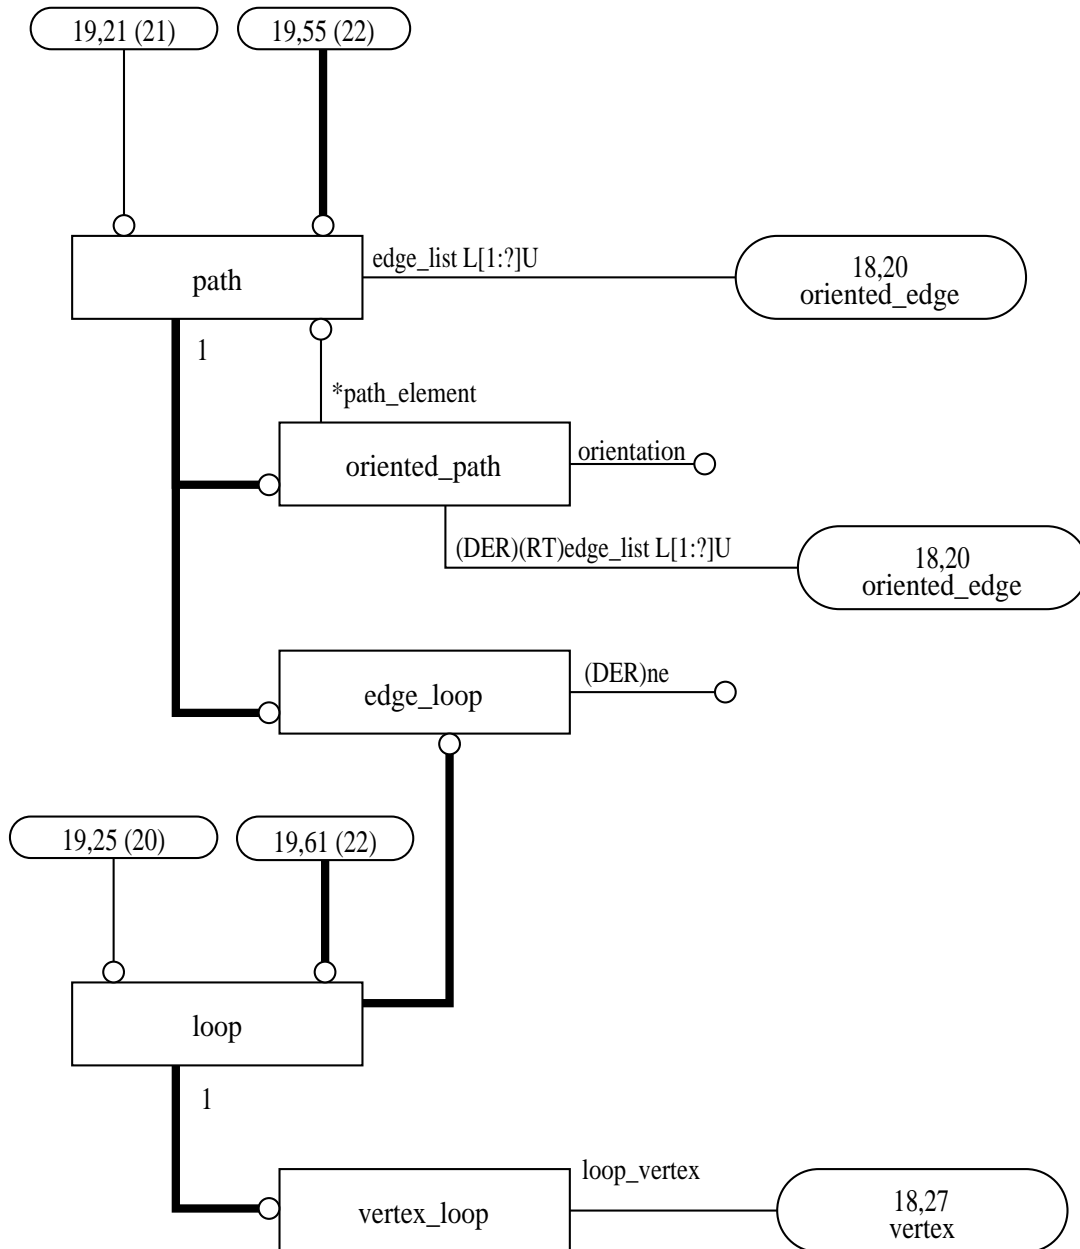 19,21 (21)
19,55 (22)
edge_list L[1:?]U
path
18,20
oriented_edge
1
*path_element
orientation
oriented_path
(DER)(RT)edge_list L[1:?]U
18,20
oriented_edge
(DER)ne
edge_loop
19,25 (20)
19,61 (22)
loop
1
loop_vertex
vertex_loop
18,27
vertex